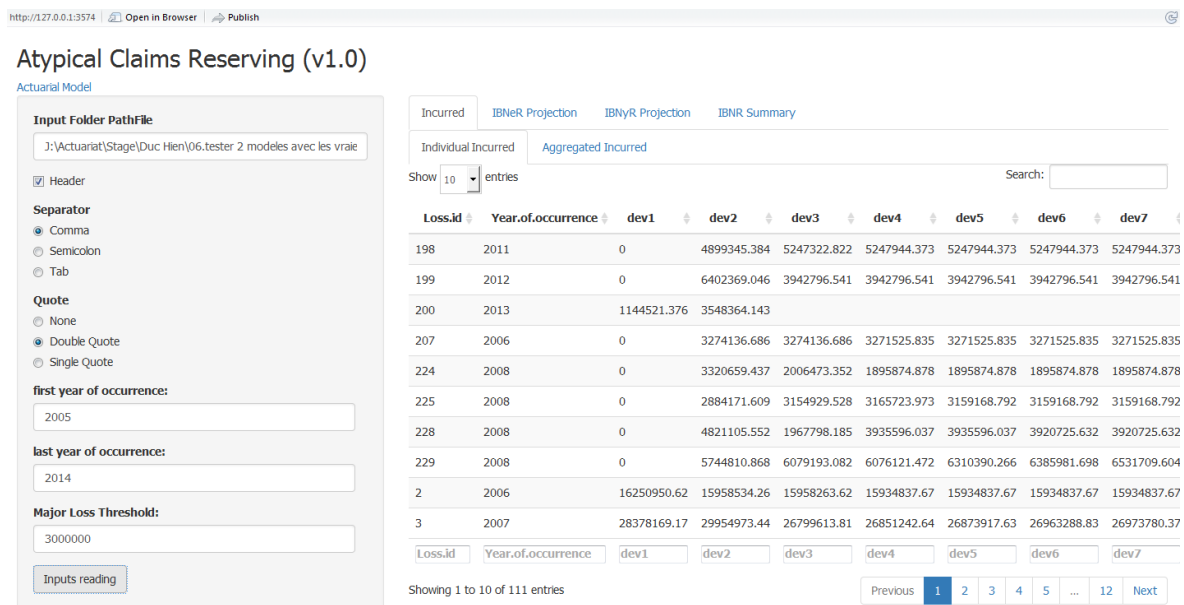 http://127.0.0.1:3574 Open in Browser Publish
Atypical Claims Reserving (v1.0)
Actuarial Model
Input Folder PathFile
J:\Actuariat\Stage\Duc Hien\06.tester 2 modeles avec les vraie
Header
Separator
Comma
Semicolon
Tab
Quote
None
Double Quote
Single Quote
first year of occurrence:
2005
last year of occurrence:
2014
Major Loss Threshold:
3000000
Inputs reading
Incurred IBNeR Projection IBNyR Projection IBNR Summary
Individual Incurred Aggregated Incurred
Show 10 entries Search:
Loss.id Year.of.occurrence dev1 dev2 dev3 dev4 dev5 dev6 dev7
198 2011 0 4899345.384 5247322.822 5247944.373 5247944.373 5247944.373 5247944.373
199 2012 0 6402369.046 3942796.541 3942796.541 3942796.541 3942796.541 3942796.541
200 2013 1144521.376 3548364.143
207 2006 0 3274136.686 3274136.686 3271525.835 3271525.835 3271525.835 3271525.835
224 2008 0 3320659.437 2006473.352 1895874.878 1895874.878 1895874.878 1895874.878
225 2008 0 2884171.609 3154929.528 3165723.973 3159168.792 3159168.792 3159168.792
228 2008 0 4821105.552 1967798.185 3935596.037 3935596.037 3920725.632 3920725.632
229 2008 0 5744810.868 6079193.082 6076121.472 6310390.266 6385981.698 6531709.604
2 2006 16250950.62 15958534.26 15958263.62 15934837.67 15934837.67 15934837.67 15934837.67
3 2007 28378169.17 29954973.44 26799613.81 26851242.64 26873917.63 26963288.83 26973780.37
Loss.id Year.of.occurrence dev1 dev2 dev3 dev4 dev5 dev6 dev7
Showing 1 to 10 of 111 entries Previous 1 2 3 4 5 ... 12 Next